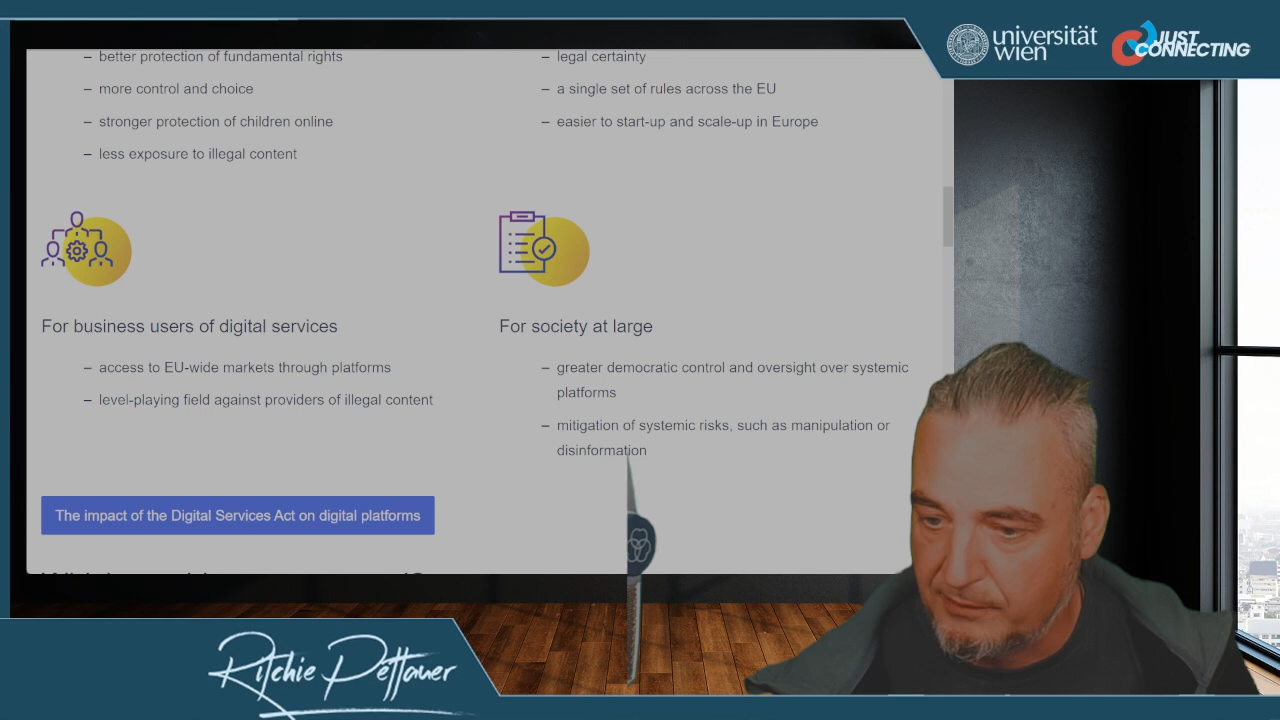 universität
wien
JUST
CONNECTING
– better protection of fundamental rights
– more control and choice
– stronger protection of children online
– less exposure to illegal content
– legal certainty
– a single set of rules across the EU
– easier to start-up and scale-up in Europe
For business users of digital services
– access to EU-wide markets through platforms
– level-playing field against providers of illegal content
For society at large
– greater democratic control and oversight over systemic
platforms
– mitigation of systemic risks, such as manipulation or
disinformation
The impact of the Digital Services Act on digital platforms
Ritchie Pettauer